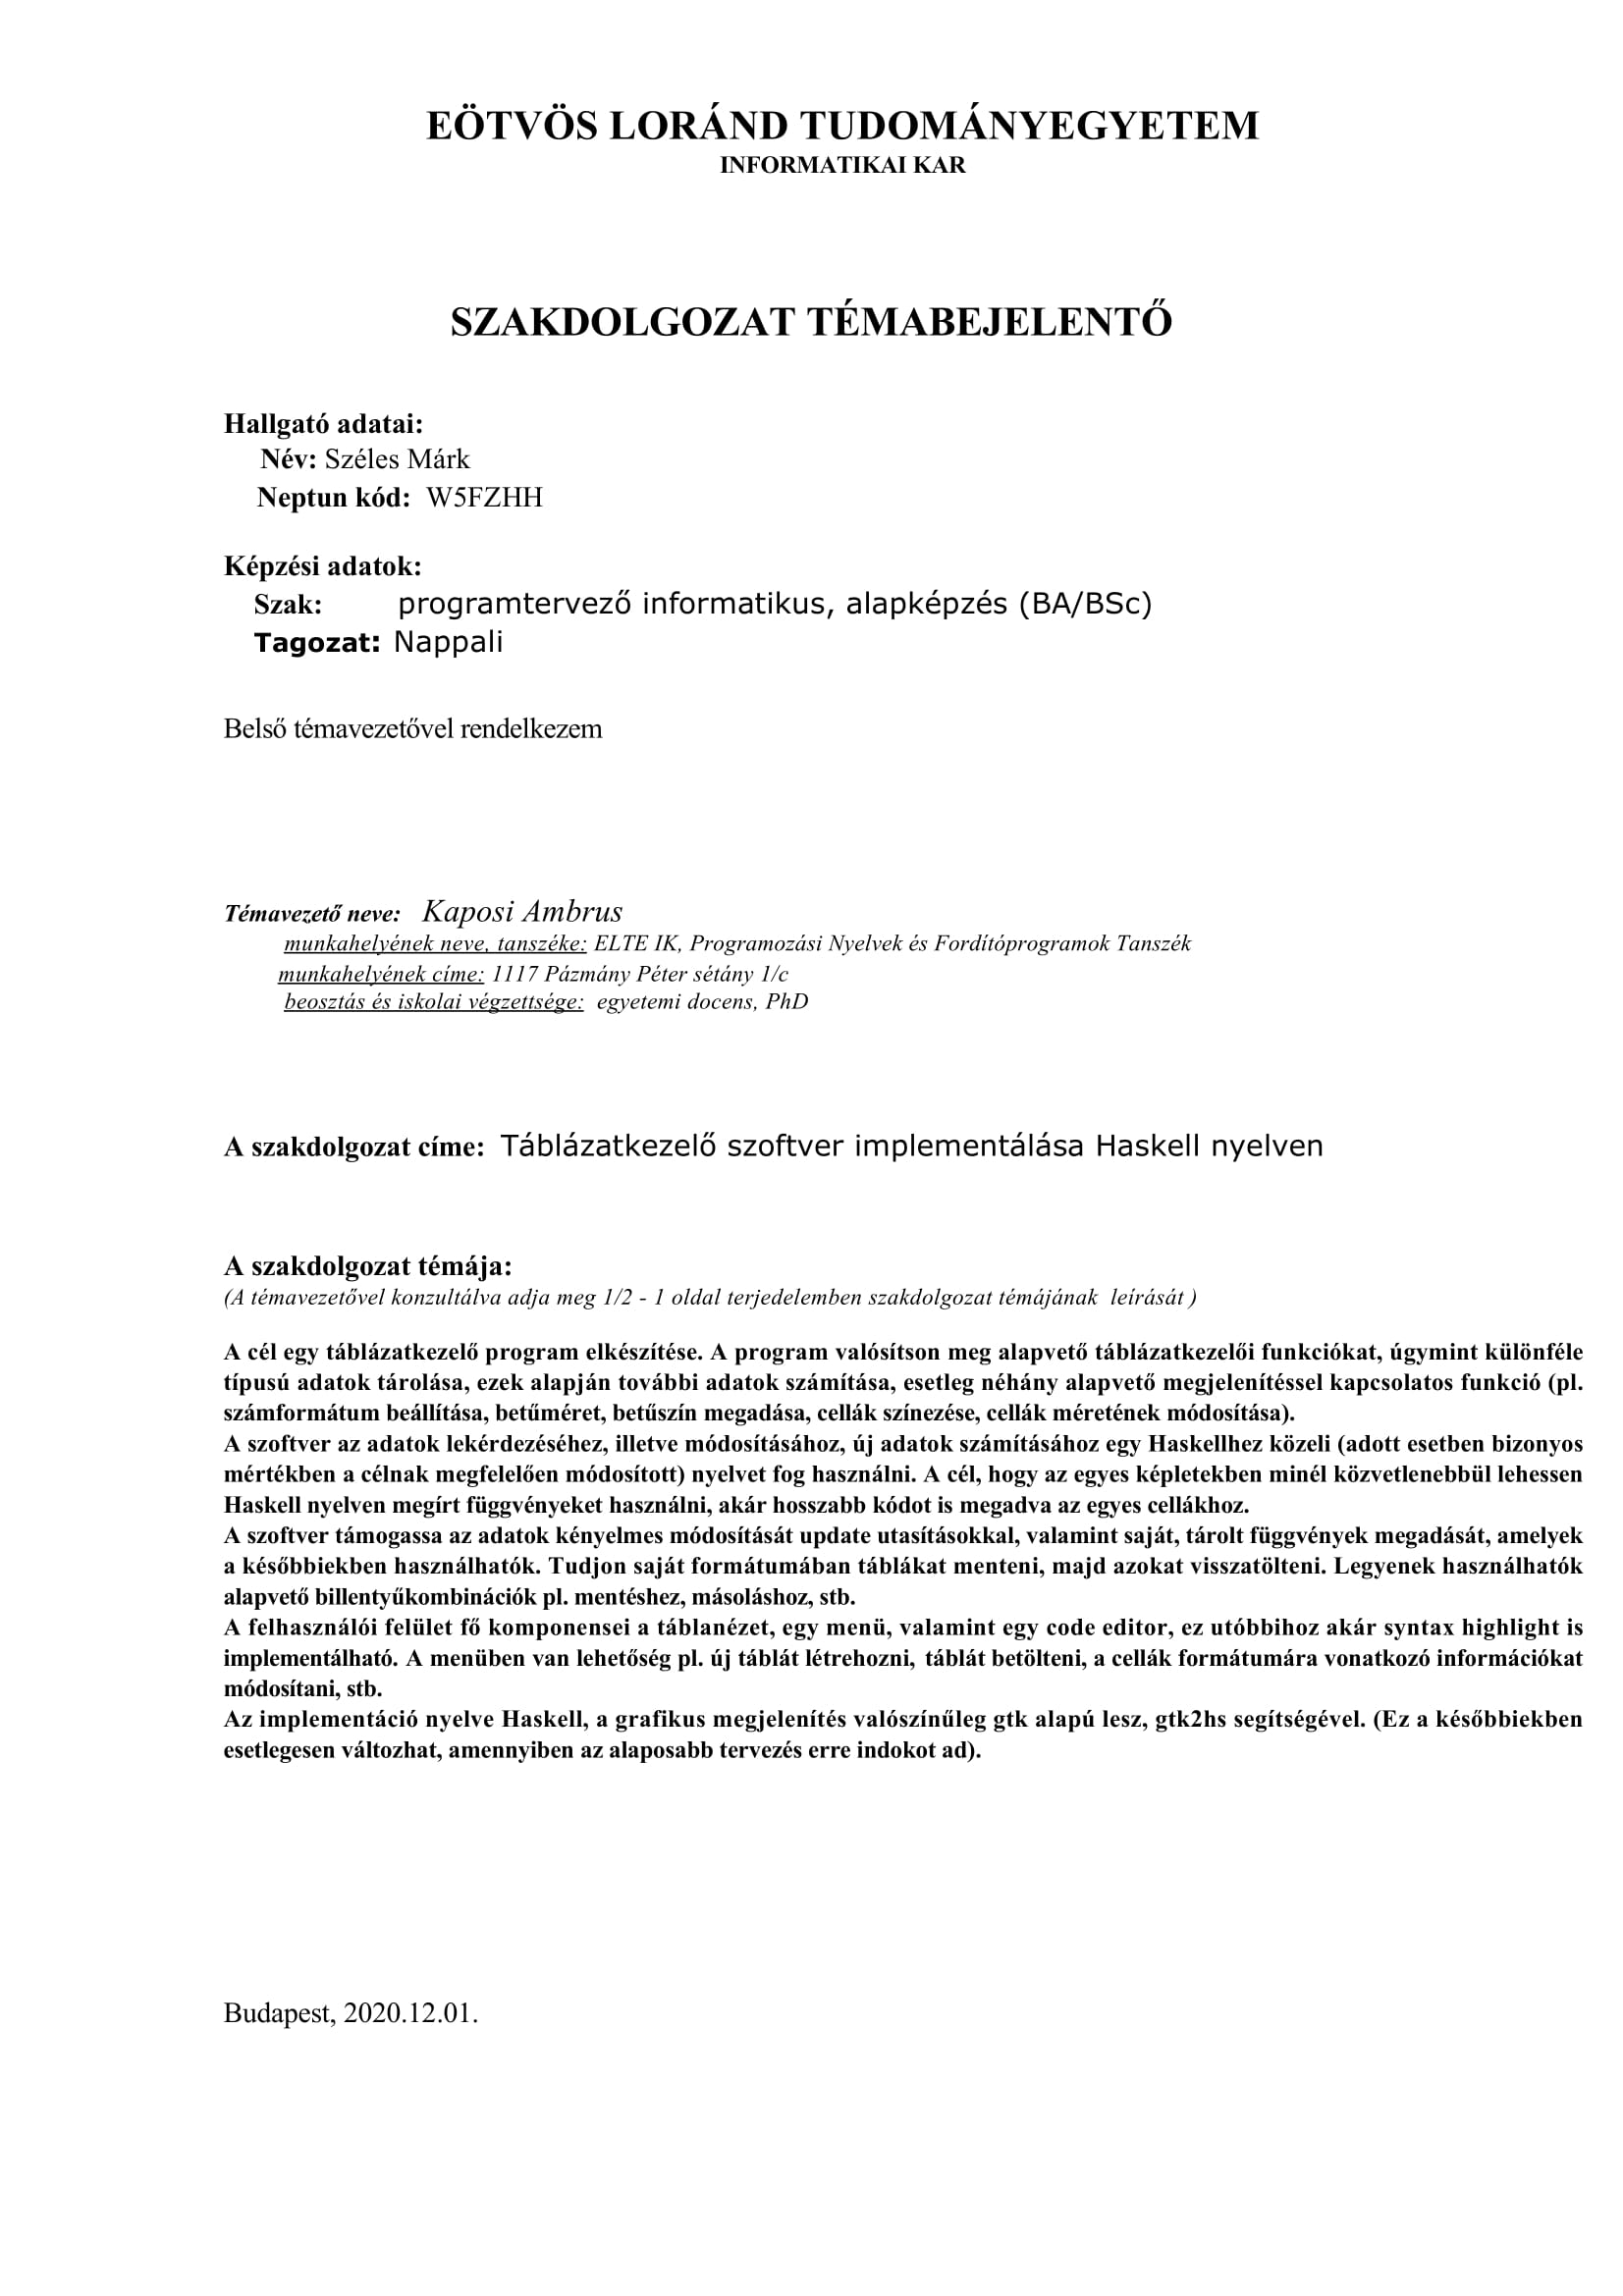 EÖTVÖS LORÁND TUDOMÁNYEGYETEM
INFORMATIKAI KAR
SZAKDOLGOZAT TÉMABEJELENTŐ
Hallgató adatai:
Név: Széles Márk
Neptun kód: W5FZHH
Képzési adatok:
Szak: programtervező informatikus, alapképzés (BA/BSc)
Tagozat: Nappali
Belső témavezetővel rendelkezem
Témavezető neve: Kaposi Ambrus
munkahelyének neve, tanszéke: ELTE IK, Programozási Nyelvek és Fordítóprogramok Tanszék
munkahelyének címe: 1117 Pázmány Péter sétány 1/c
beosztás és iskolai végzettsége: egyetemi docens, PhD
A szakdolgozat címe: Táblázatkezelő szoftver implementálása Haskell nyelven
A szakdolgozat témája:
(A témavezetővel konzultálva adja meg 1/2 - 1 oldal terjedelemben szakdolgozat témájának leírását )
A cél egy táblázatkezelő program elkészítése. A program valósítson meg alapvető táblázatkezelői funkciókat, úgymint különféle
típusú adatok tárolása, ezek alapján további adatok számítása, esetleg néhány alapvető megjelenítéssel kapcsolatos funkció (pl.
számformátum beállítása, betűméret, betűszín megadása, cellák színezése, cellák méretének módosítása).
A szoftver az adatok lekérdezéséhez, illetve módosításához, új adatok számításához egy Haskellhez közeli (adott esetben bizonyos
mértékben a célnak megfelelően módosított) nyelvet fog használni. A cél, hogy az egyes képletekben minél közvetlenebbül lehessen
Haskell nyelven megírt függvényeket használni, akár hosszabb kódot is megadva az egyes cellákhoz.
A szoftver támogassa az adatok kényelmes módosítását update utasításokkal, valamint saját, tárolt függvények megadását, amelyek
a későbbiekben használhatók. Tudjon saját formátumában táblákat menteni, majd azokat visszatölteni. Legyenek használhatók
alapvető billentyűkombinációk pl. mentéshez, másoláshoz, stb.
A felhasználói felület fő komponensei a táblanézet, egy menü, valamint egy code editor, ez utóbbihoz akár syntax highlight is
implementálható. A menüben van lehetőség pl. új táblát létrehozni, táblát betölteni, a cellák formátumára vonatkozó információkat
módosítani, stb.
Az implementáció nyelve Haskell, a grafikus megjelenítés valószínűleg gtk alapú lesz, gtk2hs segítségével. (Ez a későbbiekben
esetlegesen változhat, amennyiben az alaposabb tervezés erre indokot ad).
Budapest, 2020.12.01.